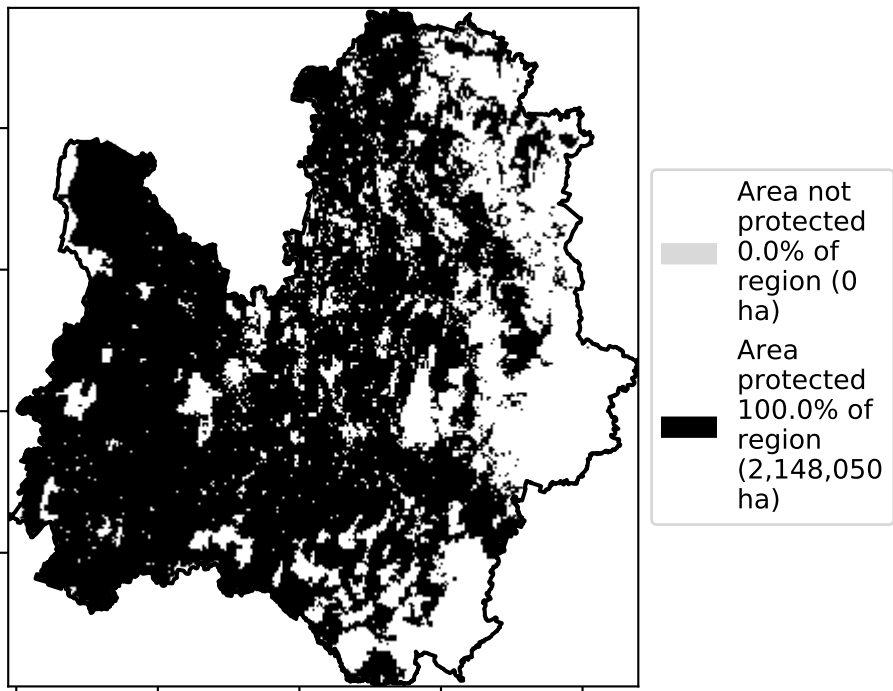 Area not
protected
0.0% of
region (0
ha)
Area
protected
100.0% of
region
(2,148,050
ha)